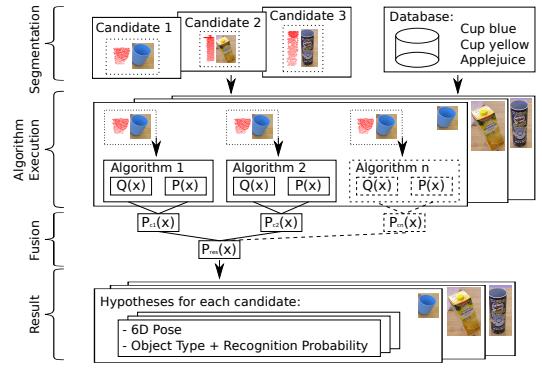 Segmentation
Candidate 1
Candidate 2
Candidate 3
Database:
Cup blue
Cup yellow
Applejuice
Algorithm
Execution
Algorithm 1
Q(x) P(x)
Algorithm 2
Q(x) P(x)
Algorithm n
Q(x) P(x)
Fusion
Pc1(x)
Pc2(x)
Pcn(x)
Pres(x)
Result
Hypotheses for each candidate:
- 6D Pose
- Object Type + Recognition Probability